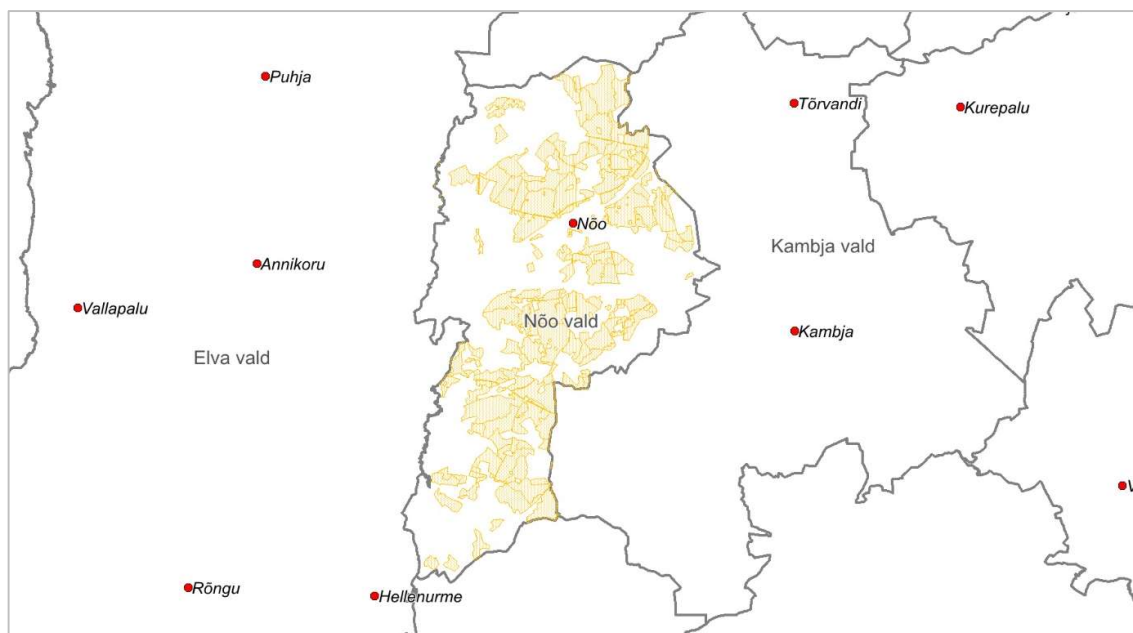 Puhja
Tõrvandi
Kurepalu
Nõo
Kambja vald
Annikoru
Vallapalu
Nõo vald
Kambja
Elva vald
V
Rõngu
Hellenurme